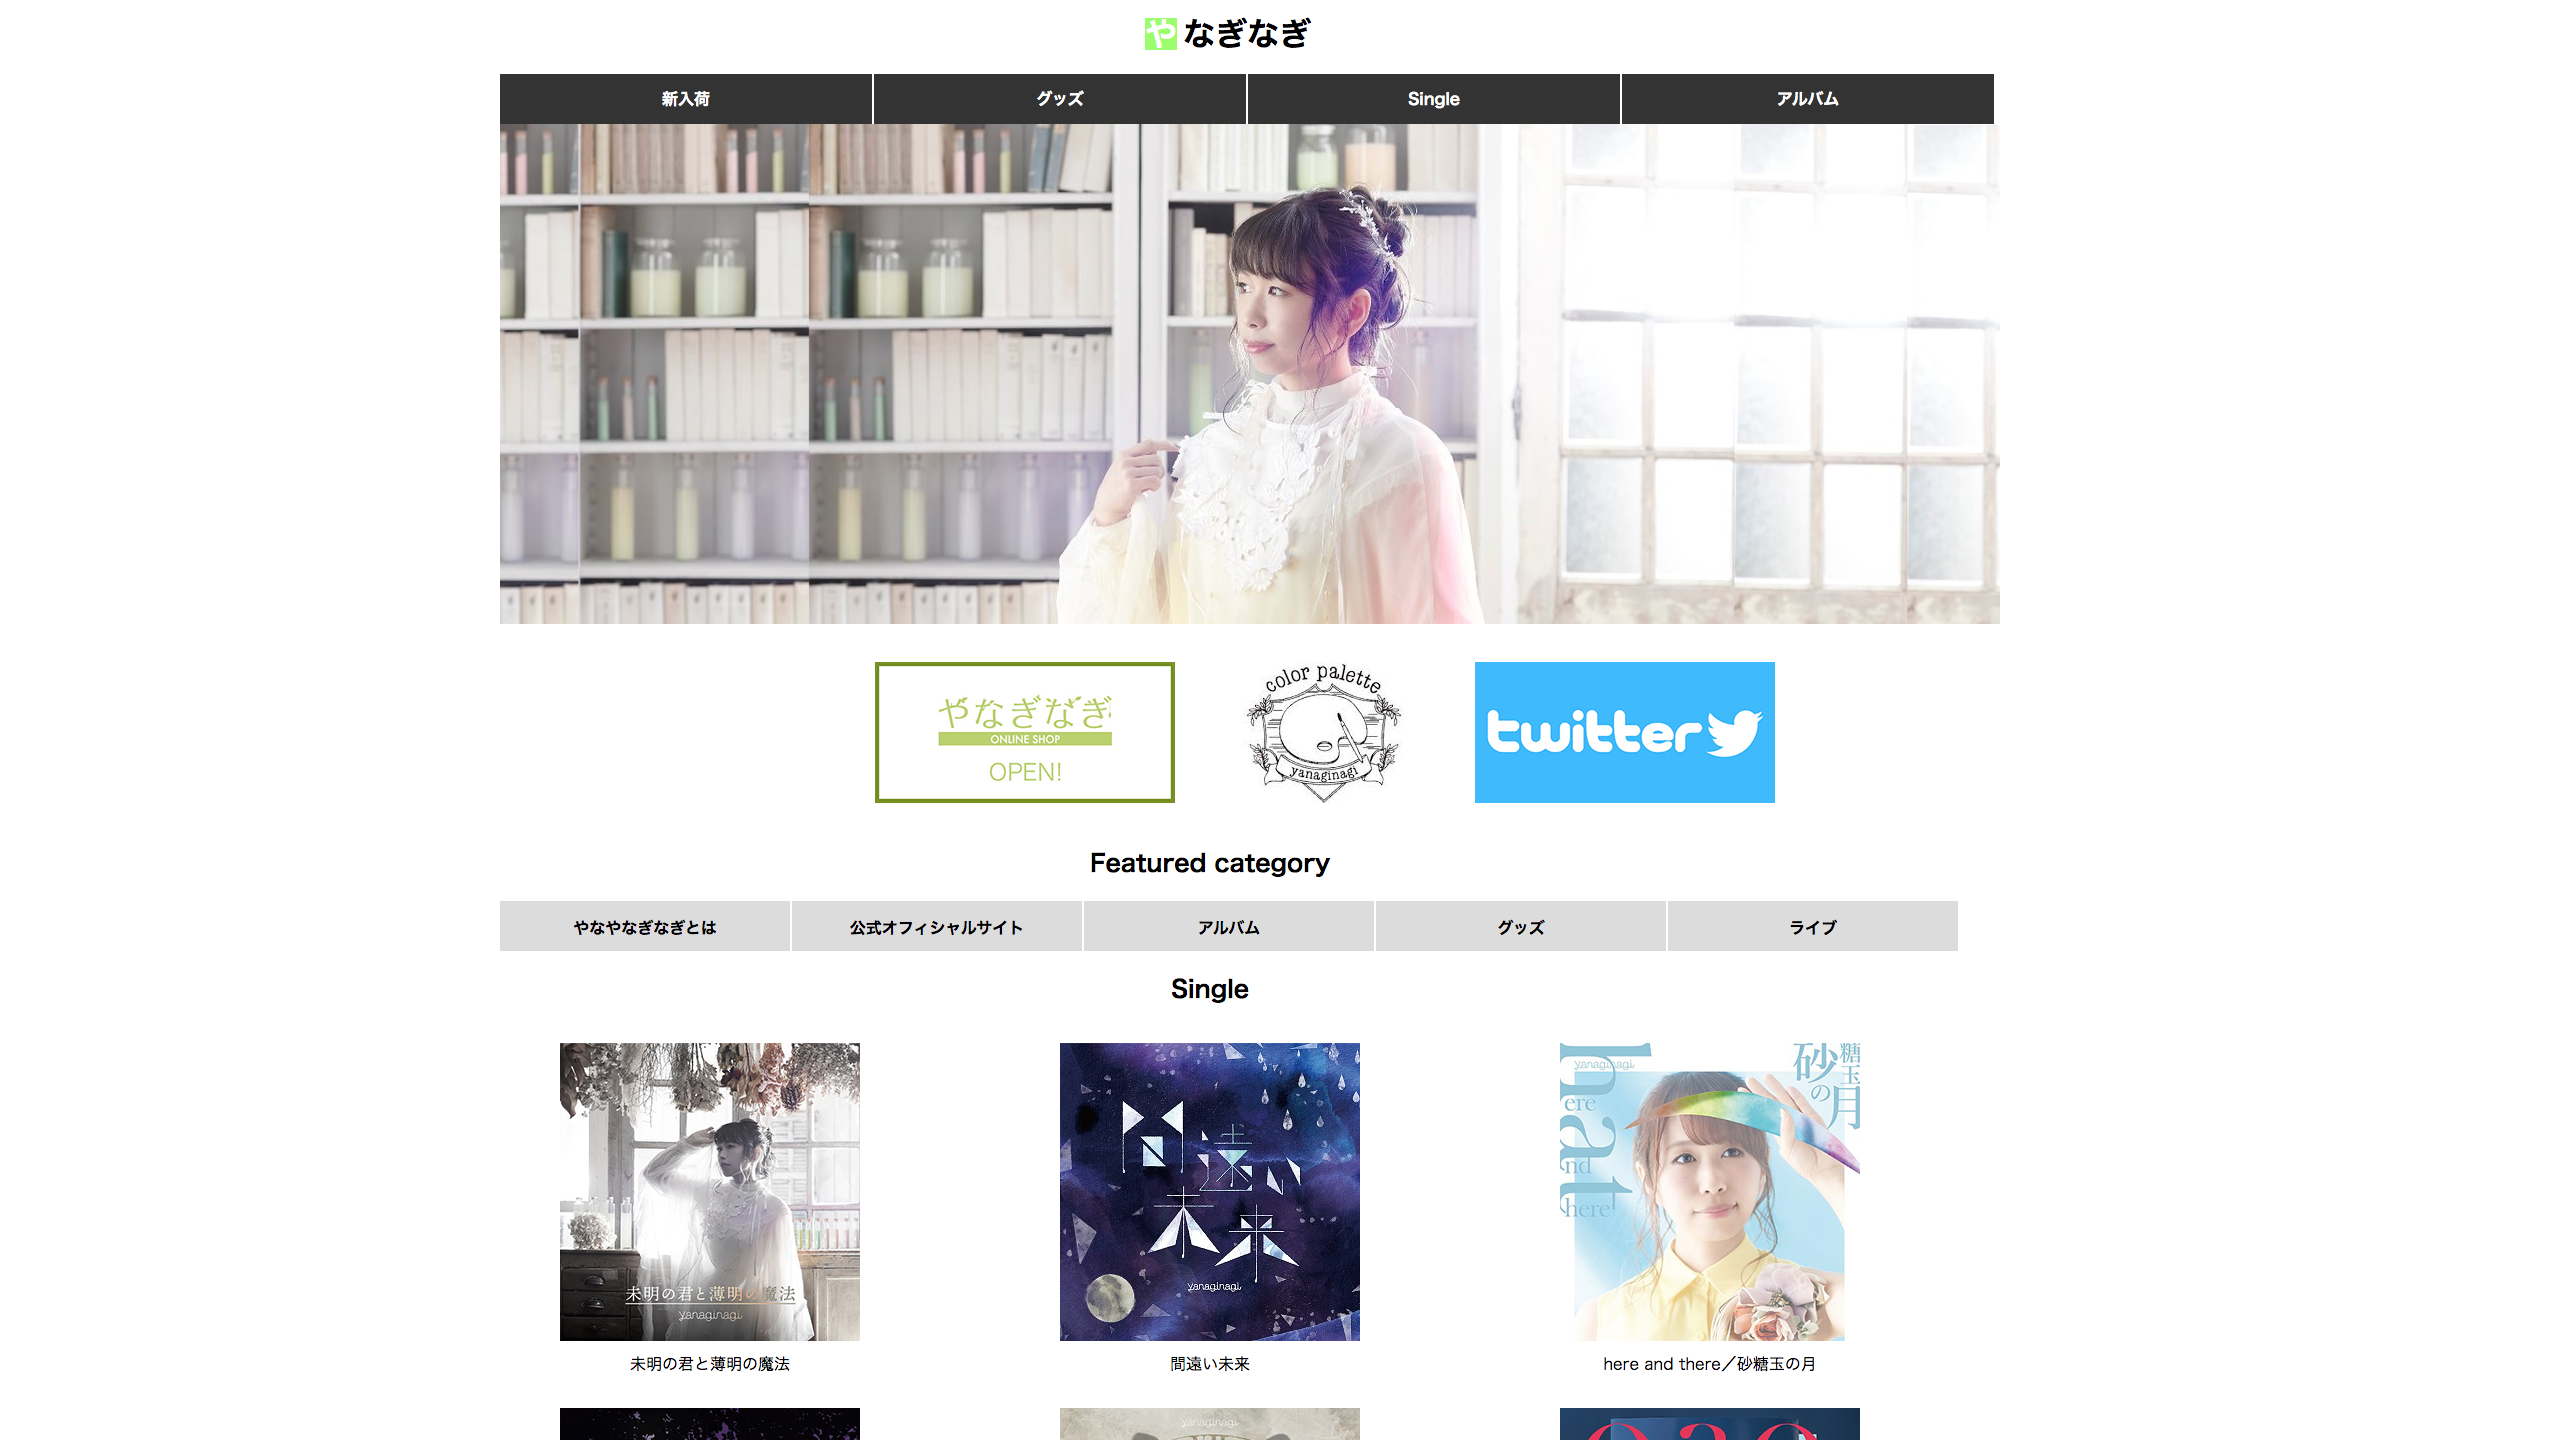 やなぎなぎ
新入荷
グッズ
Single
アルバム
やなぎなぎ
ONLINE SHOP
OPEN!
color palette
yanaginagi
twitter
Featured category
やなやなぎなぎとは
公式オフィシャルサイト
アルバム
グッズ
ライブ
Single
未明の君と薄明の魔法
yanaginagi
間遠い未来
yanaginagi
yanaginagi
here and there
砂糖玉の月
未明の君と薄明の魔法
間遠い未来
here and there／砂糖玉の月
yanaginagi